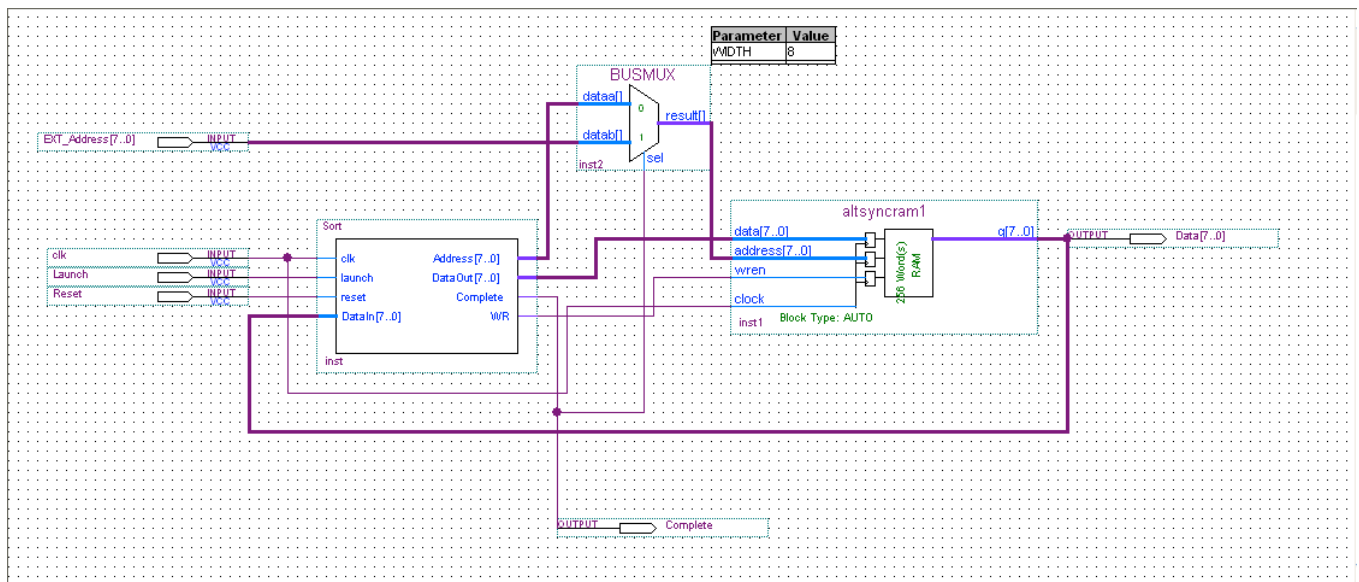 Parameter Value
WIDTH 8
BUSMUX
dataa[]
0
result[]
datab[]
1
sel
inst2
EXT_Address[7..0] INPUT
VCC
altsyncram1
Sort
data[7..0] q[7..0] OUTPUT Data[7..0]
address[7..0]
wren
256 Word(s)
RAM
clock
Block Type: AUTO
inst1
clk INPUT
VCC
Launch INPUT
VCC
Reset INPUT
VCC
clk Address[7..0]
launch DataOut[7..0]
reset Complete
DataIn[7..0] WR
inst
OUTPUT Complete